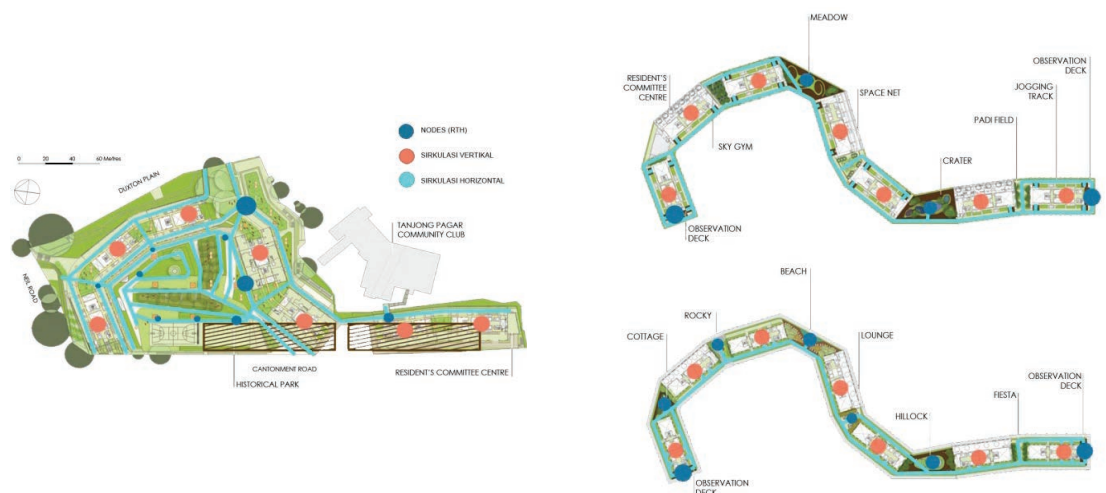 NODES (RTH)
SIRKULASI VERTIKAL
SIRKULASI HORIZONTAL
0 20 40 60 Metres
DUXTON PLAIN
NEIL ROAD
TANJONG PAGAR
COMMUNITY CLUB
CANTONMENT ROAD
HISTORICAL PARK
RESIDENT'S COMMITTEE CENTRE
MEADOW
RESIDENT'S
COMMITTEE
CENTRE
SPACE NET
SKY GYM
OBSERVATION
DECK
JOGGING
TRACK
PADI FIELD
CRATER
OBSERVATION
DECK
BEACH
ROCKY
COTTAGE
LOUNGE
HILLOCK
FIESTA
OBSERVATION
DECK
OBSERVATION
DECK